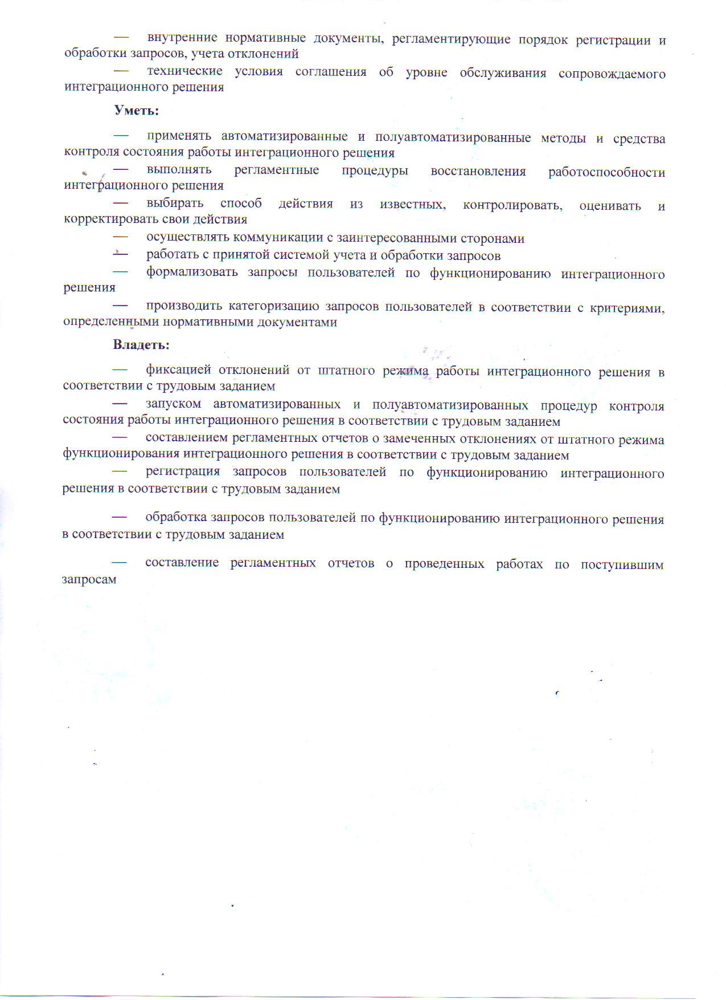 — внутренние нормативные документы, регламентирующие порядок регистрации и
обработки запросов, учета отклонений
— технические условия соглашения об уровне обслуживания сопровождаемого
интеграционного решения
Уметь:
— применять автоматизированные и полуавтоматизированные методы и средства
контроля состояния работы интеграционного решения
— выполнять регламентные процедуры восстановления работоспособности
интеграционного решения
— выбирать способ действия из известных, контролировать, оценивать и
корректировать свои действия
— осуществлять коммуникации с заинтересованными сторонами
— работать с принятой системой учета и обработки запросов
— формализовать запросы пользователей по функционированию интеграционного
решения
— производить категоризацию запросов пользователей в соответствии с критериями,
определенными нормативными документами
Владеть:
— фиксацией отклонений от штатного режима работы интеграционного решения в
соответствии с трудовым заданием
— запуском автоматизированных и полуавтоматизированных процедур контроля
состояния работы интеграционного решения в соответствии с трудовым заданием
— составлением регламентных отчетов о замеченных отклонениях от штатного режима
функционирования интеграционного решения в соответствии с трудовым заданием
— регистрация запросов пользователей по функционированию интеграционного
решения в соответствии с трудовым заданием
— обработка запросов пользователей по функционированию интеграционного решения
в соответствии с трудовым заданием
— составление регламентных отчетов о проведенных работах по поступившим
запросам